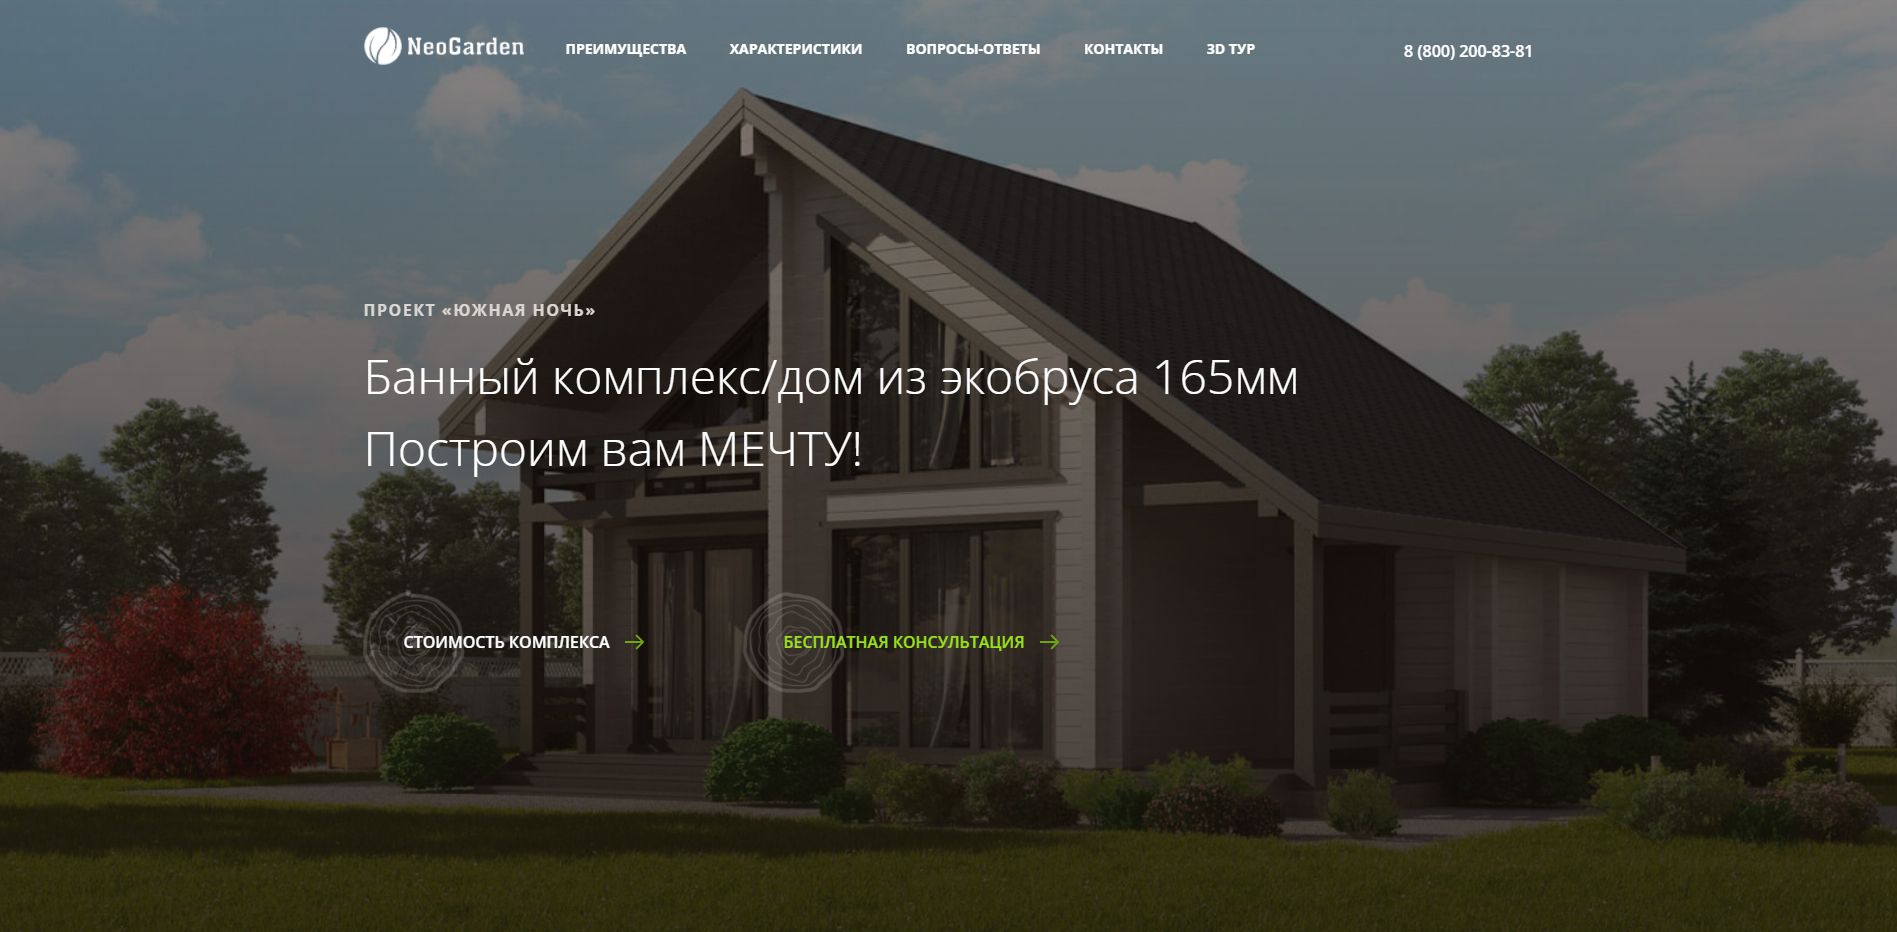 NeoGarden
ПРЕИМУЩЕСТВА
ХАРАКТЕРИСТИКИ
ВОПРОСЫ-ОТВЕТЫ
КОНТАКТЫ
3D ТУР
8 (800) 200-83-81
ПРОЕКТ «ЮЖНАЯ НОЧЬ»
Банный комплекс/дом из экобруса 165мм
Построим вам МЕЧТУ!
СТОИМОСТЬ КОМПЛЕКСА
БЕСПЛАТНАЯ КОНСУЛЬТАЦИЯ